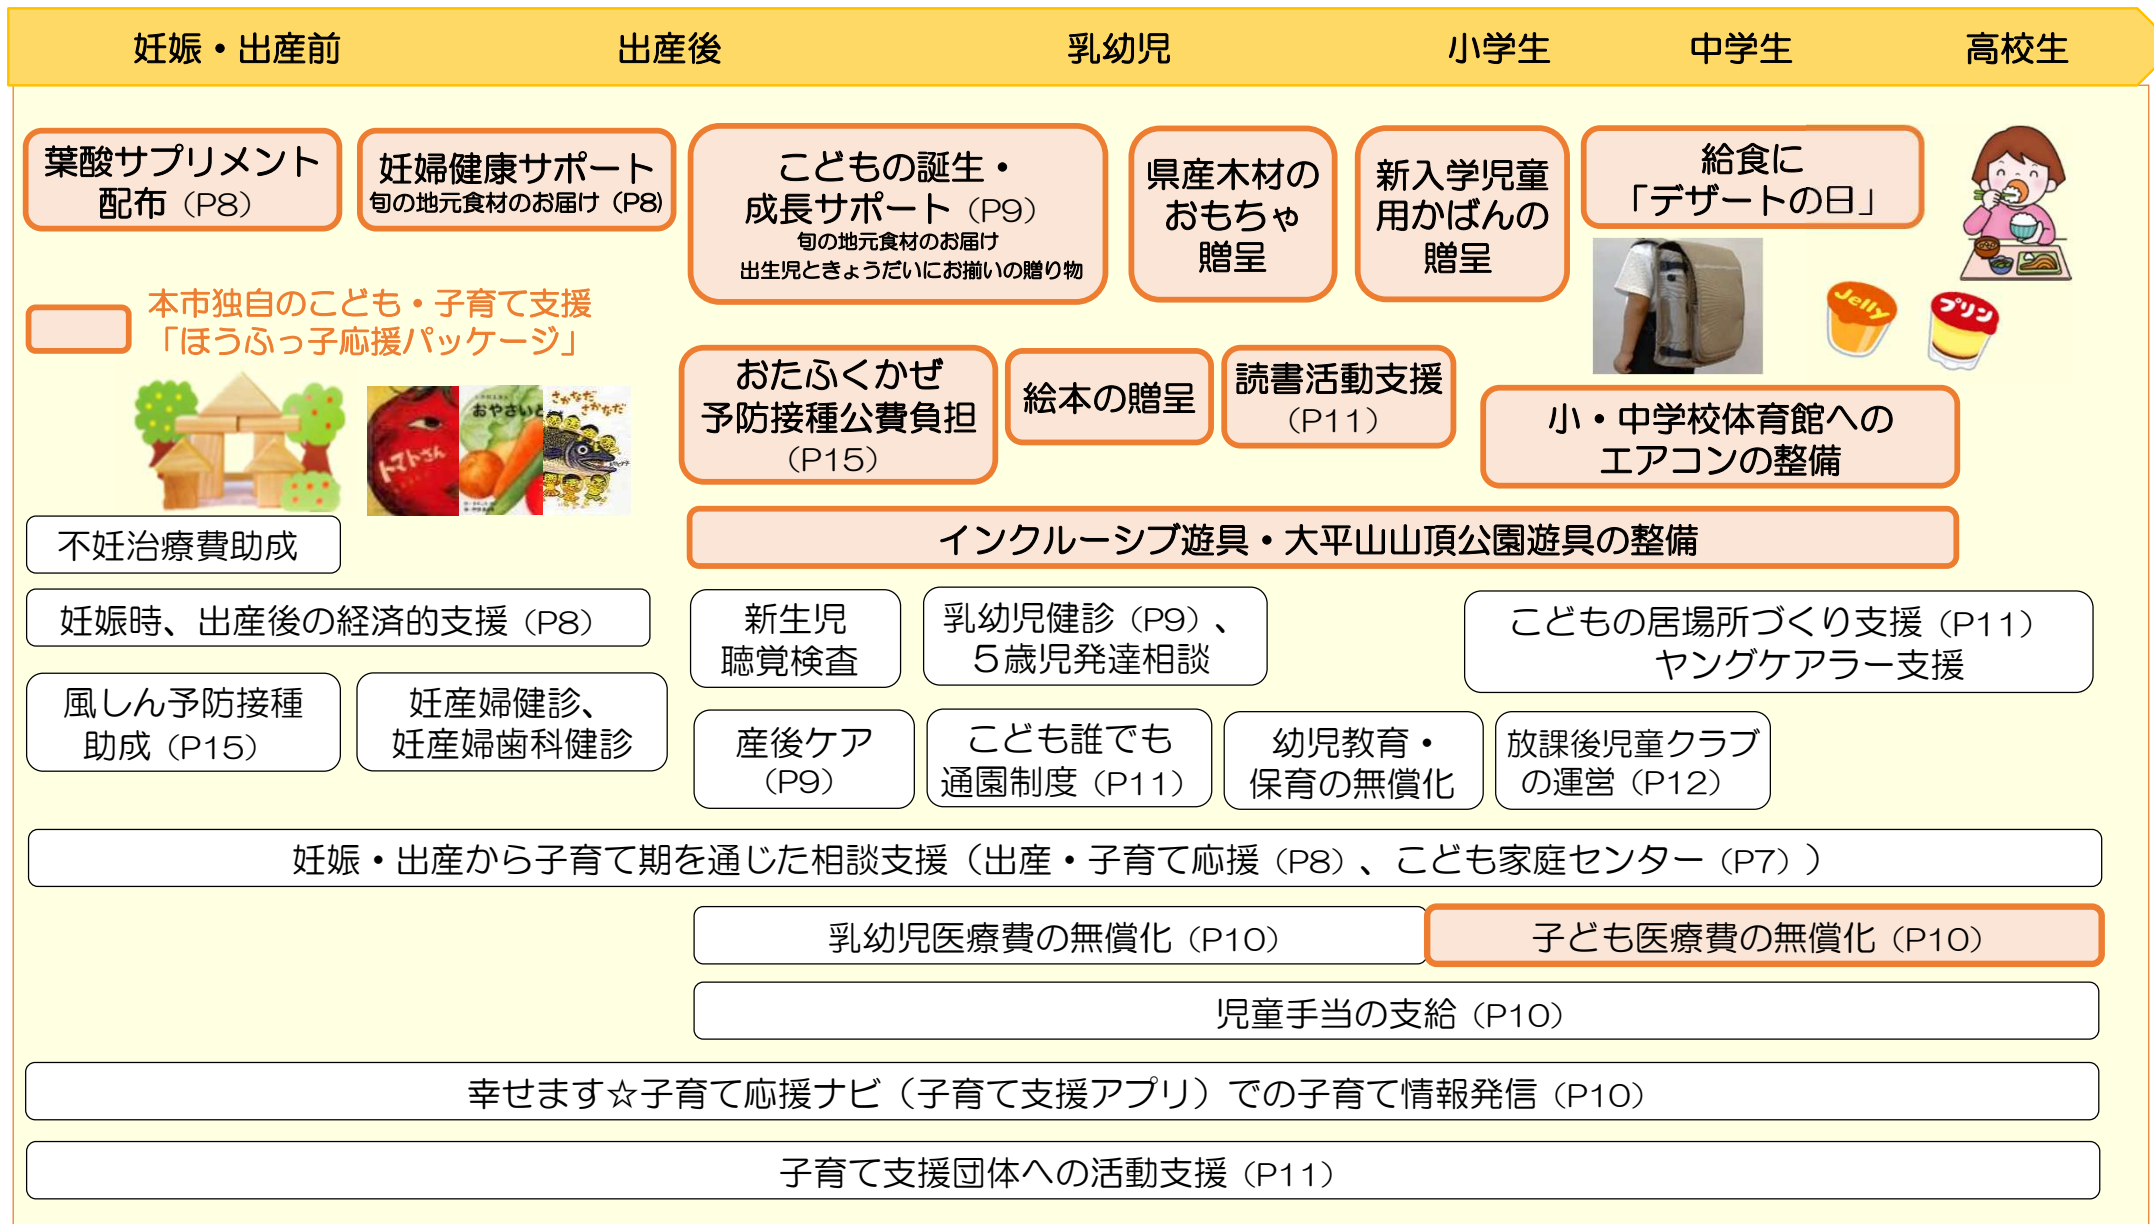 妊娠・出産前 出産後 乳幼児 小学生 中学生 高校生
葉酸サプリメント
配布（P8）
妊婦健康サポート
旬の地元食材のお届け（P8）
こどもの誕生・
成長サポート（P9）
旬の地元食材のお届け
出生児ときょうだいにお揃いの贈り物
県産木材の
おもちゃ
贈呈
新入学児童
用かばんの
贈呈
給食に
「デザートの日」
本市独自のこども・子育て支援
「ほうふっ子応援パッケージ」
Jelly
プリン
おたふくかぜ
予防接種公費負担
（P15）
絵本の贈呈
読書活動支援
（P11）
小・中学校体育館への
エアコンの整備
トマトさん
おやさいと
さかなだ
さかなだ
インクルーシブ遊具・大平山山頂公園遊具の整備
不妊治療費助成
妊娠時、出産後の経済的支援（P8）
新生児
聴覚検査
乳幼児健診（P9）、
５歳児発達相談
こどもの居場所づくり支援（P11）
ヤングケアラー支援
風しん予防接種
助成（P15）
妊産婦健診、
妊産婦歯科健診
産後ケア
（P9）
こども誰でも
通園制度（P11）
幼児教育・
保育の無償化
放課後児童クラブ
の運営（P12）
妊娠・出産から子育て期を通じた相談支援（出産・子育て応援（P8）、こども家庭センター（P7））
乳幼児医療費の無償化（P10）
子ども医療費の無償化（P10）
児童手当の支給（P10）
幸せます☆子育て応援ナビ（子育て支援アプリ）での子育て情報発信（P10）
子育て支援団体への活動支援（P11）